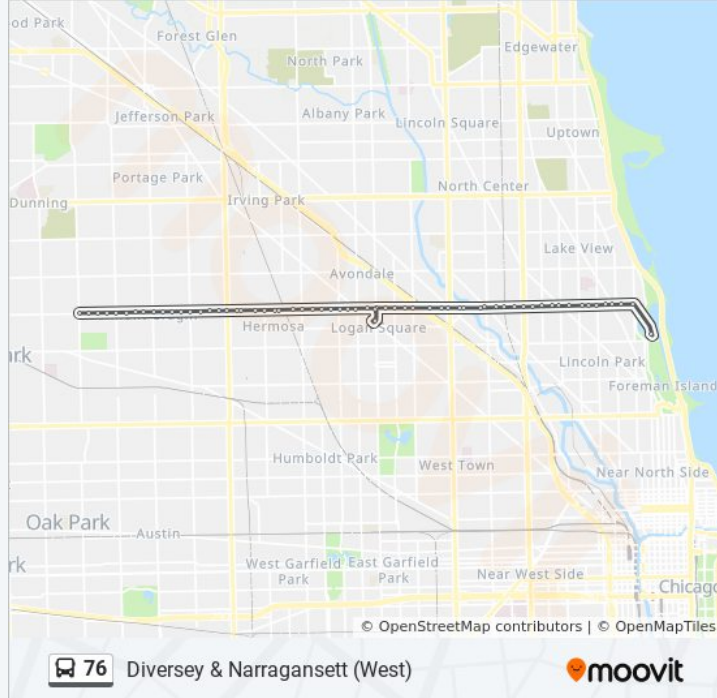 od Park
Forest Glen
Edgewater
North Park
Jefferson Park
Albany Park
Lincoln Square
Uptown
Portage Park
North Center
Dunning
Irving Park
Lake View
Avondale
Hermosa
Logan Square
rk
Lincoln Park
Foreman Island
Humboldt Park
West Town
Near North Side
Oak Park
Austin
rk
West Garfield
Park
East Garfield
Park
Near West Side
Chicago
© OpenStreetMap contributors | © OpenMapTiles
76
Diversey & Narragansett (West)
moovit